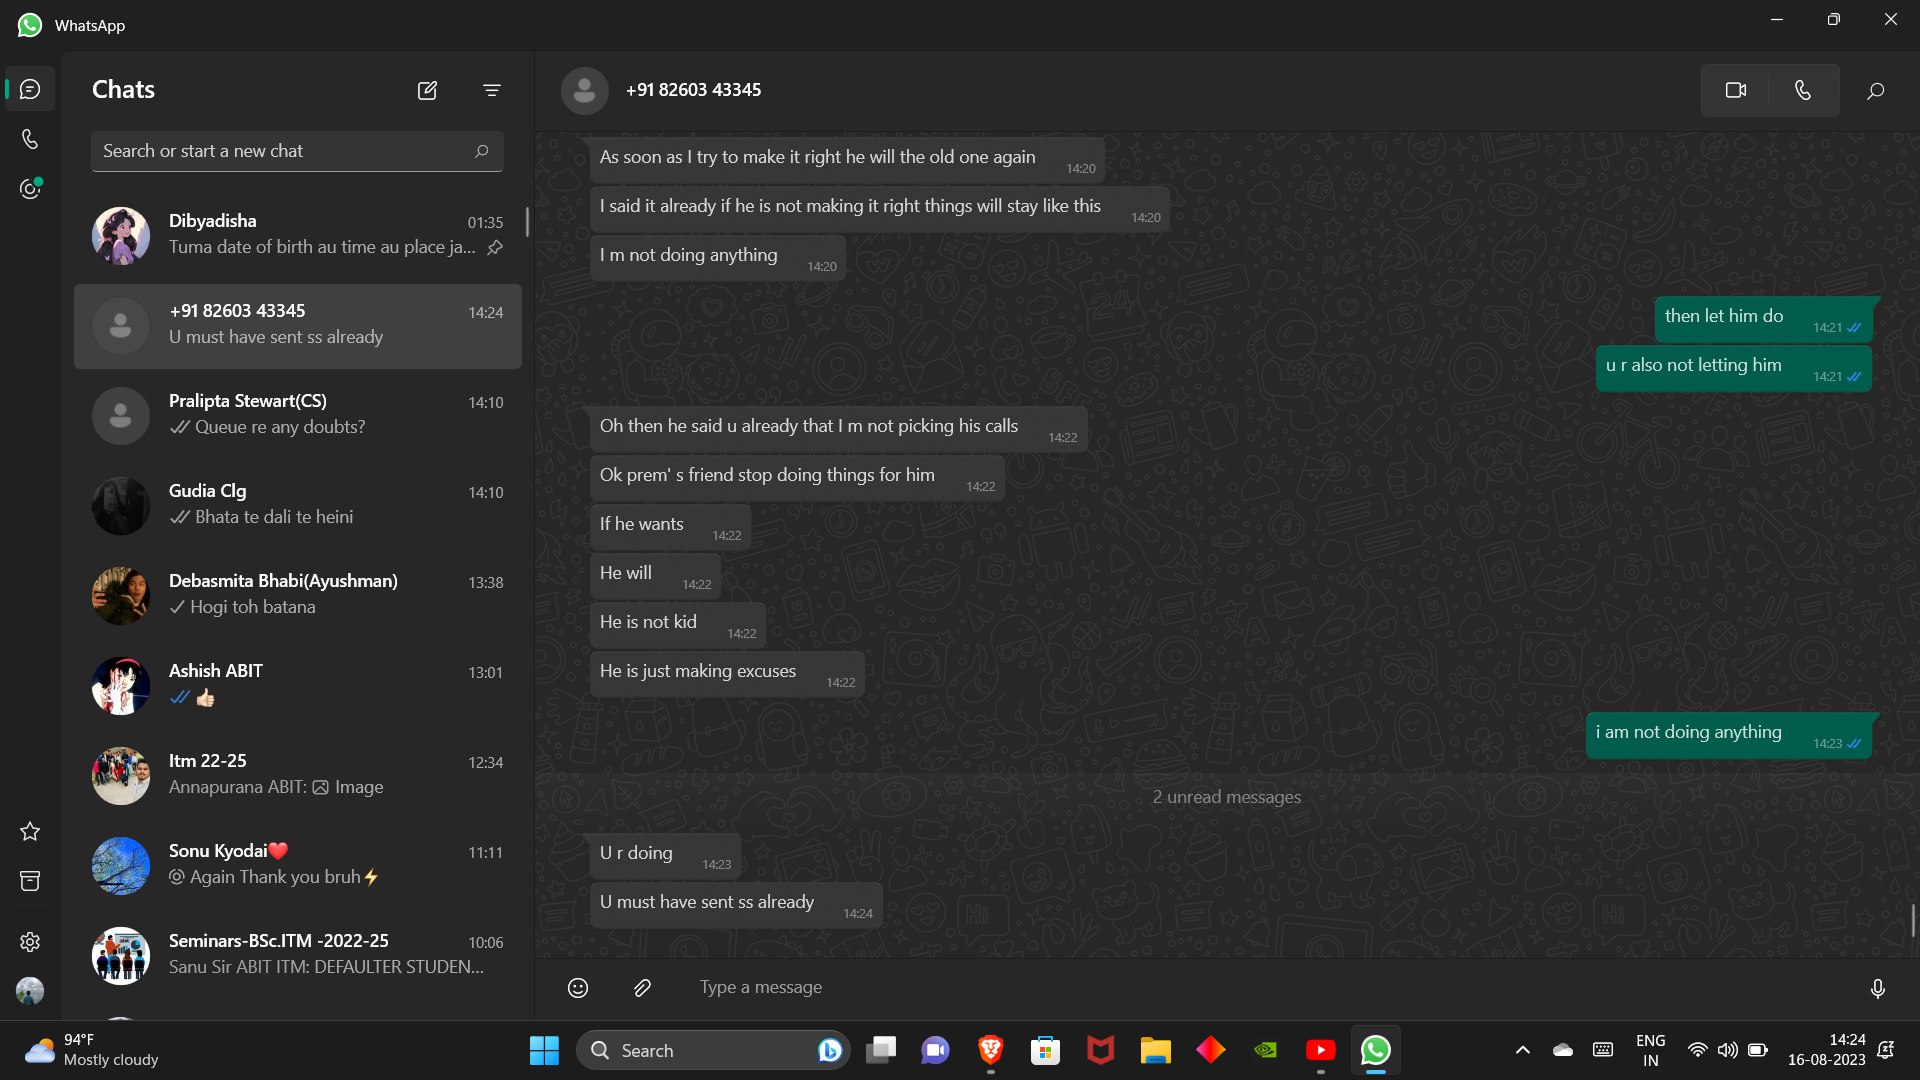 WhatsApp
Chats
Search or start a new chat
Dibyadisha
01:35
Tuma date of birth au time au place ja...
+91 82603 43345
14:24
U must have sent ss already
Pralipta Stewart(CS)
14:10
Queue re any doubts?
Gudia Clg
14:10
Bhata te dali te heini
Debasmita Bhabi(Ayushman)
13:38
Hogi toh batana
Ashish ABIT
13:01
👍🏻
Itm 22-25
12:34
Annapurana ABIT: Image
Sonu Kyodai❤️
11:11
Again Thank you bruh⚡
Seminars-BSc.ITM -2022-25
10:06
Sanu Sir ABIT ITM: DEFAULTER STUDEN...
+91 82603 43345
As soon as I try to make it right he will the old one again
14:20
I said it already if he is not making it right things will stay like this
14:20
I m not doing anything
14:20
then let him do
14:21
u r also not letting him
14:21
Oh then he said u already that I m not picking his calls
14:22
Ok prem' s friend stop doing things for him
14:22
If he wants
14:22
He will
14:22
He is not kid
14:22
He is just making excuses
14:22
i am not doing anything
14:23
2 unread messages
U r doing
14:23
U must have sent ss already
14:24
Type a message
94°F
Mostly cloudy
Search
ENG
IN
14:24
16-08-2023